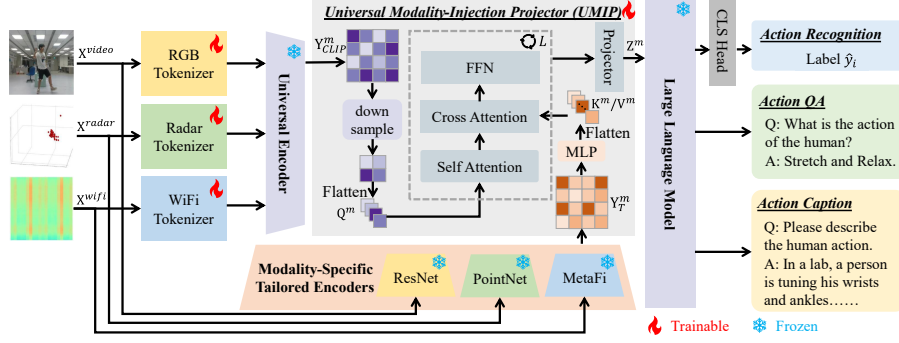 Universal Modality-Injection Projector (UMIP)
X^video
RGB
Tokenizer
X^radar
Radar
Tokenizer
X^wifi
WiFi
Tokenizer
Universal
Encoder
Y^m_CLIP
down
sample
Flatten
Q^m
L
FFN
Cross Attention
Self Attention
Projector
Z^m
K^m/V^m
Flatten
MLP
Y^m_T
Modality-Specific
Tailored Encoders
ResNet
PointNet
MetaFi
Large Language Model
CLS Head
Action Recognition
Label ŷ_i
Action QA
Q: What is the action
of the human?
A: Stretch and Relax.
Action Caption
Q: Please describe
the human action.
A: In a lab, a person
is tuning his wrists
and ankles……
Trainable
Frozen